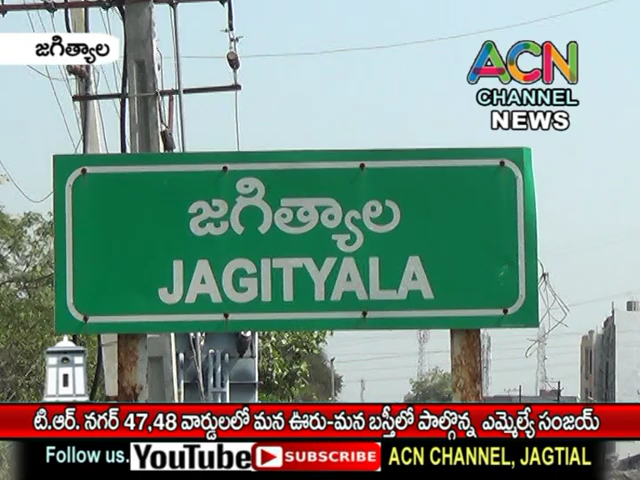 జగిత్యాల
ACN
CHANNEL
NEWS
జగిత్యాల
JAGITYALA
టి.ఆర్. నగర్ 47,48 వార్డులలో మన ఊరు-మన బస్తీలో పాల్గొన్న ఎమ్మెల్యే సంజయ్
Follow us. YouTube SUBSCRIBE ACN CHANNEL, JAGTIAL